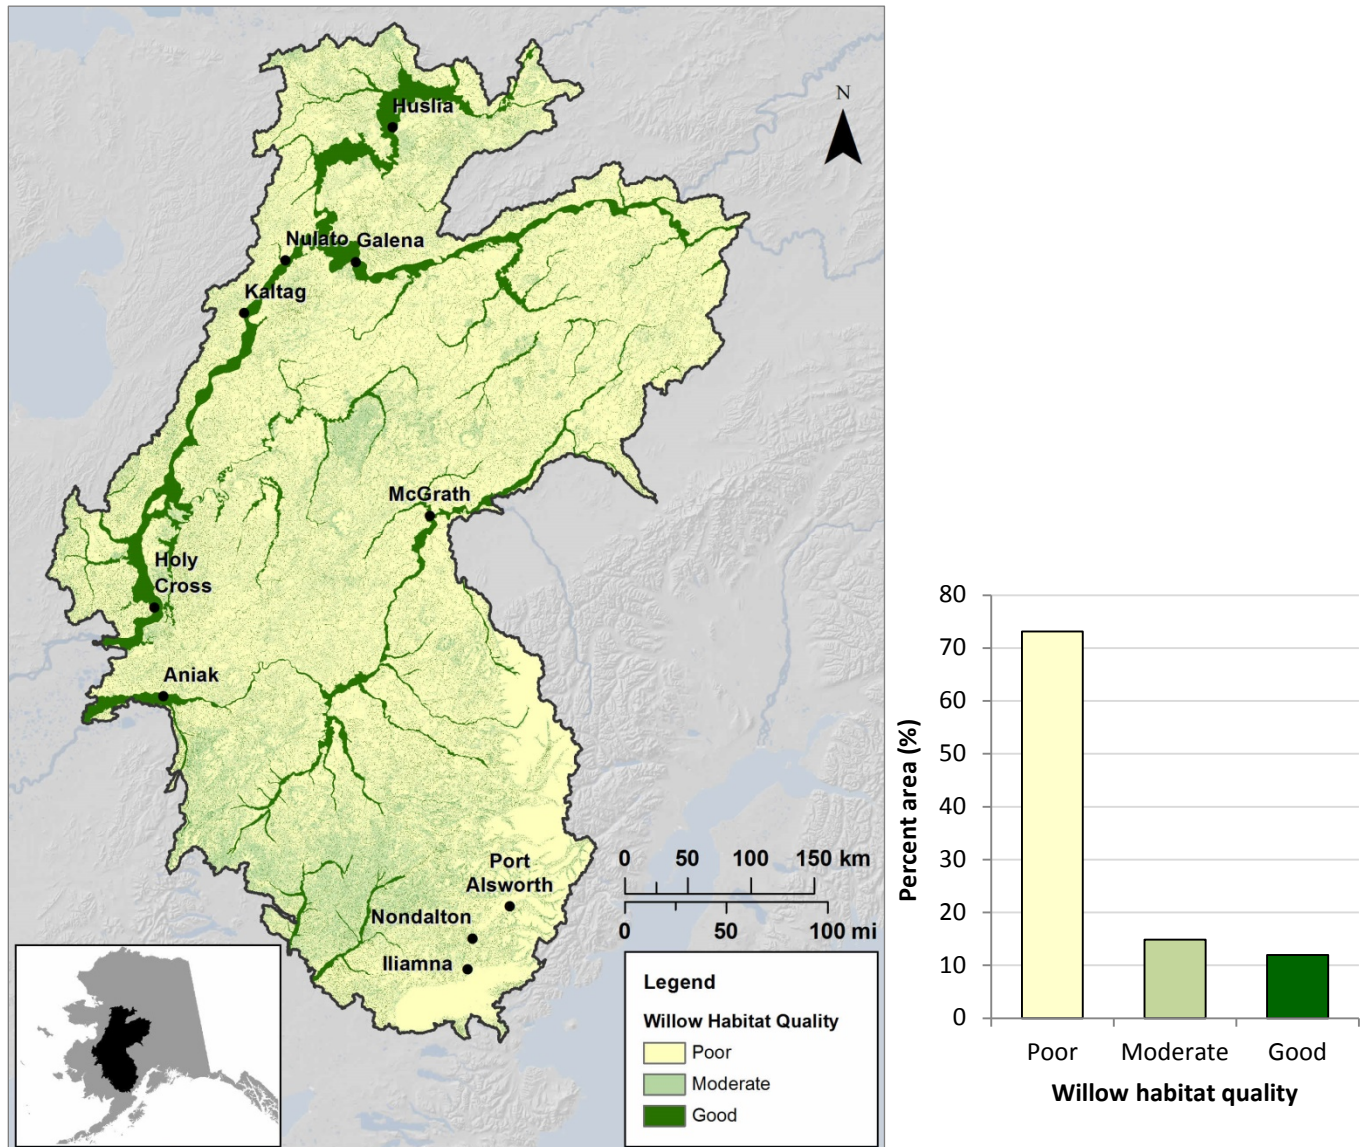 Huslia
N
Nulato
Galena
Kaltag
McGrath
Holy
Cross
Aniak
Port
Alsworth
Nondalton
Iliamna
0 50 100 150 km
0 50 100 mi
Legend
Willow Habitat Quality
Poor
Moderate
Good
80
70
60
50
40
30
20
10
0
Percent area (%)
Poor Moderate Good
Willow habitat quality